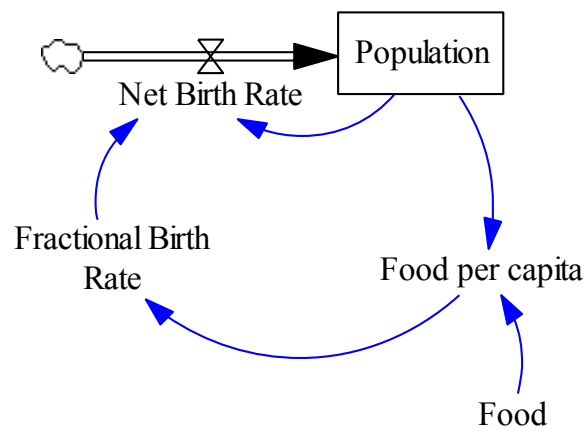 Population
Net Birth Rate
Fractional Birth
Rate
Food per capita
Food